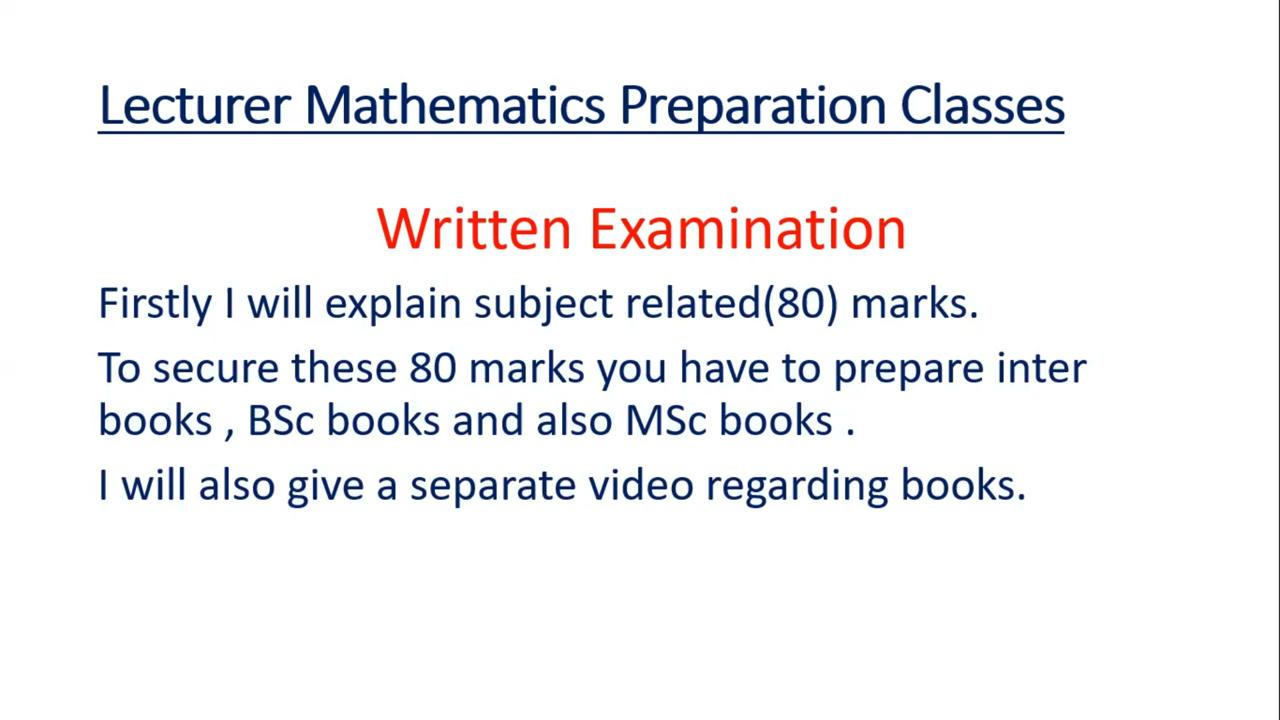 Lecturer Mathematics Preparation Classes
Written Examination
Firstly I will explain subject related(80) marks.
To secure these 80 marks you have to prepare inter
books , BSc books and also MSc books .
I will also give a separate video regarding books.